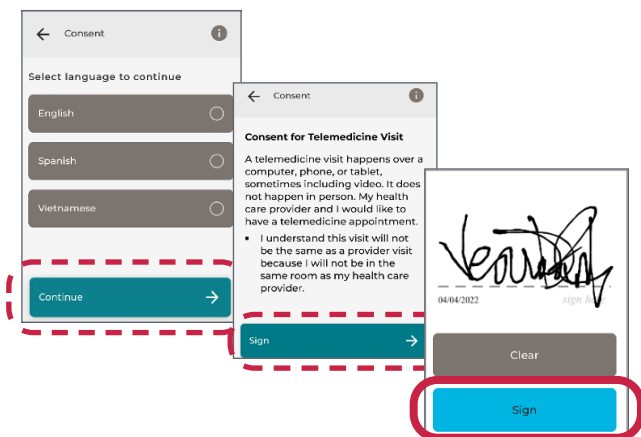 Consent
Select language to continue
English
Spanish
Vietnamese
Continue
Consent
Consent for Telemedicine Visit
A telemedicine visit happens over a
computer, phone, or tablet,
sometimes including video. It does
not happen in person. My health
care provider and I would like to
have a telemedicine appointment.
▪ I understand this visit will not
be the same as a provider visit
because I will not be in the
same room as my health care
provider.
Sign
04/04/2022
sign here
Clear
Sign